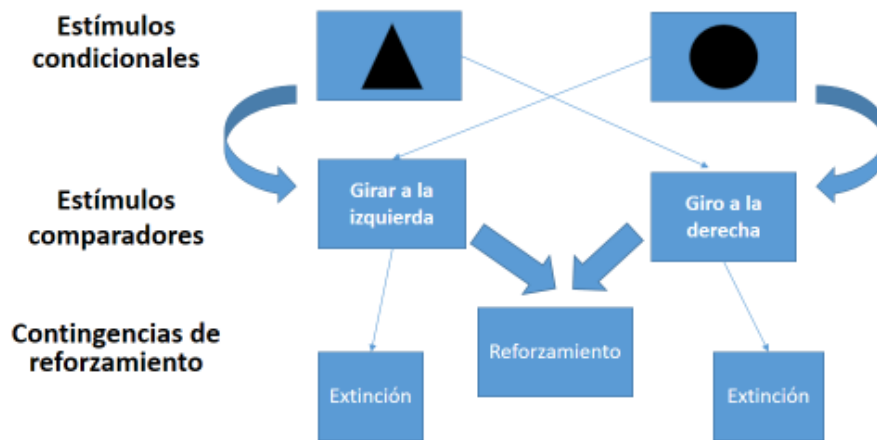 Estímulos
condicionales
Girar a la
izquierda
Giro a la
derecha
Estímulos
comparadores
Reforzamiento
Contingencias de
reforzamiento
Extinción
Extinción